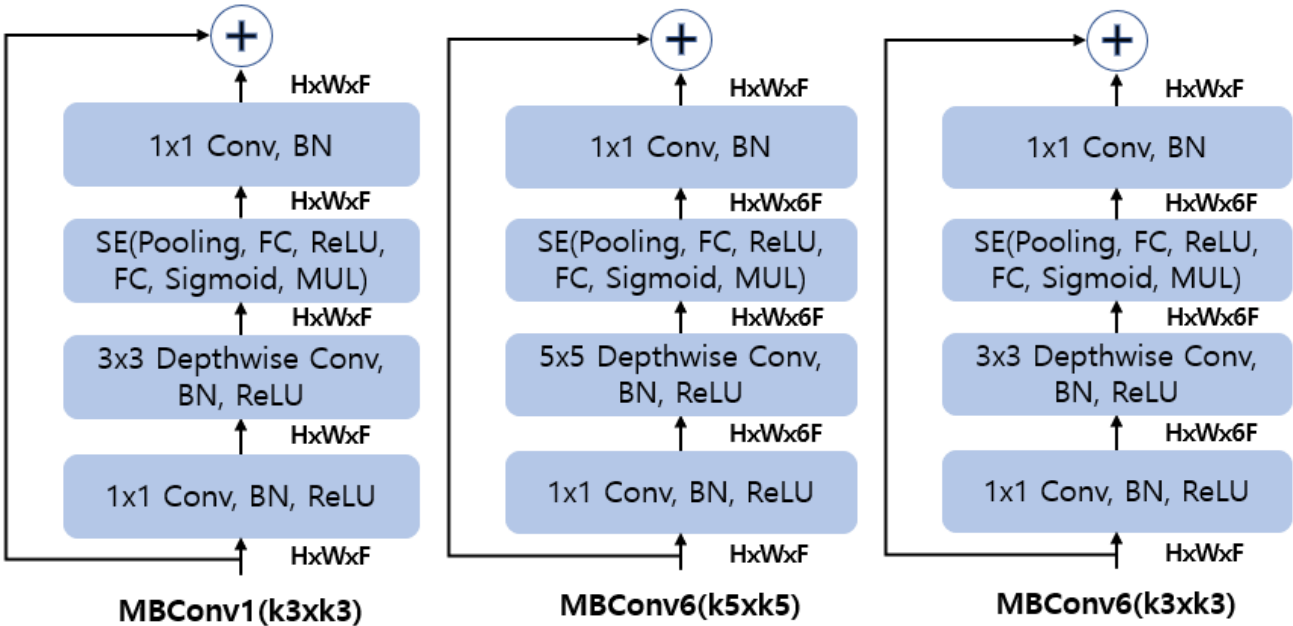 +
HxWxF
1x1 Conv, BN
HxWxF
SE(Pooling, FC, ReLU,
FC, Sigmoid, MUL)
HxWxF
3x3 Depthwise Conv,
BN, ReLU
HxWxF
1x1 Conv, BN, ReLU
HxWxF
MBConv1(k3xk3)
+
HxWxF
1x1 Conv, BN
HxWx6F
SE(Pooling, FC, ReLU,
FC, Sigmoid, MUL)
HxWx6F
5x5 Depthwise Conv,
BN, ReLU
HxWx6F
1x1 Conv, BN, ReLU
HxWxF
MBConv6(k5xk5)
+
HxWxF
1x1 Conv, BN
HxWx6F
SE(Pooling, FC, ReLU,
FC, Sigmoid, MUL)
HxWx6F
3x3 Depthwise Conv,
BN, ReLU
HxWx6F
1x1 Conv, BN, ReLU
HxWxF
MBConv6(k3xk3)